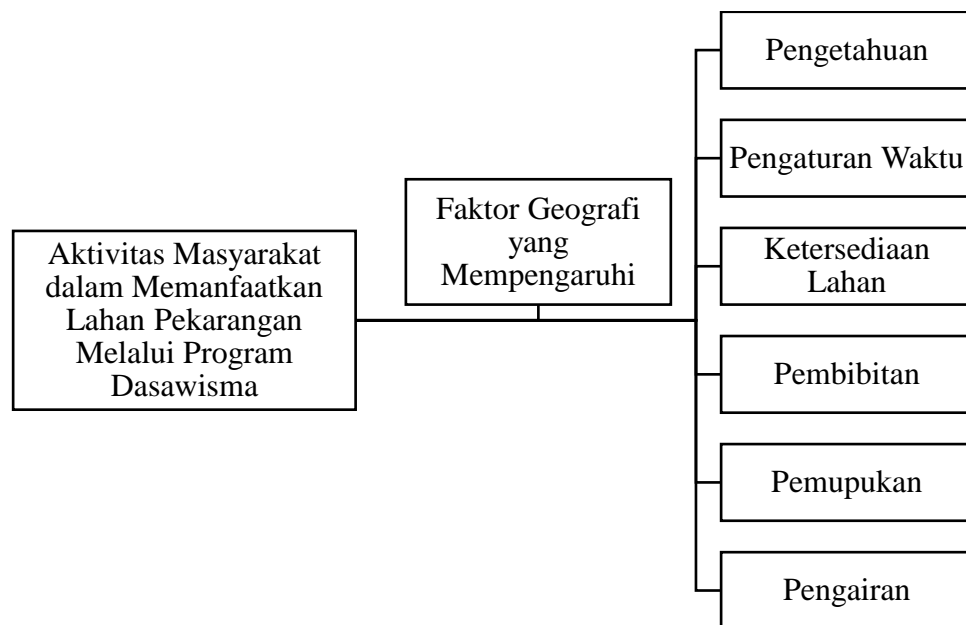 Aktivitas Masyarakat
dalam Memanfaatkan
Lahan Pekarangan
Melalui Program
Dasawisma
Faktor Geografi
yang
Mempengaruhi
Pengetahuan
Pengaturan Waktu
Ketersediaan
Lahan
Pembibitan
Pemupukan
Pengairan